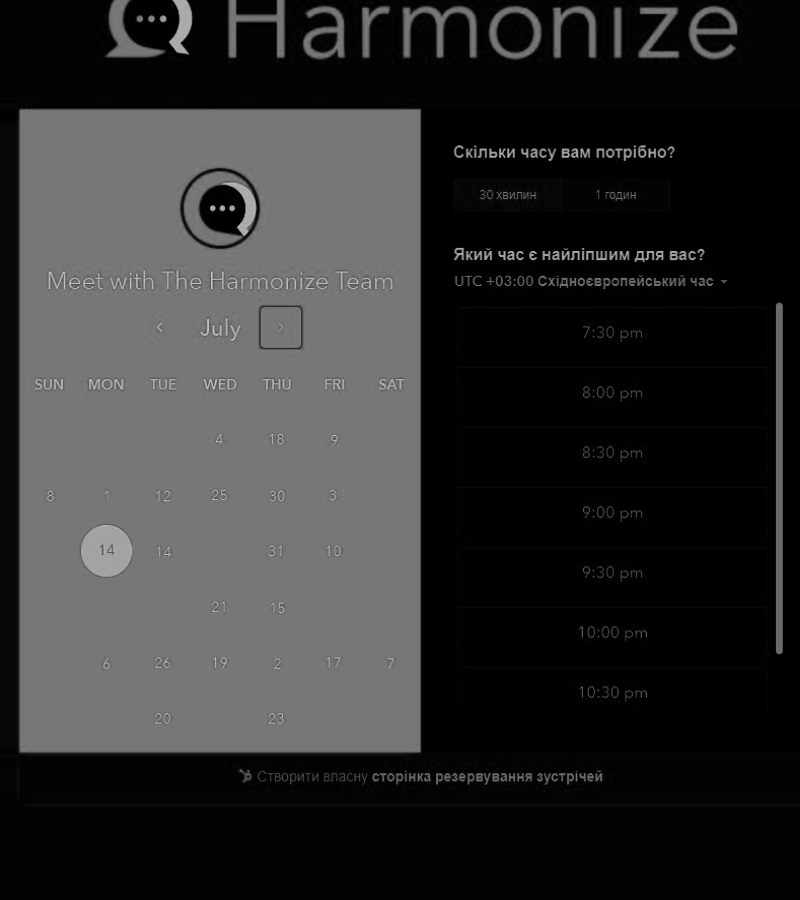 Harmonize
Meet with The Harmonize Team
July
SUN MON TUE WED THU FRI SAT
4 18 9
8 1 12 25 30 3
14 14 31 10
21 15
6 26 19 2 17 7
20 23
Скільки часу вам потрібно?
30 хвилин 1 годин
Який час є найліпшим для вас?
UTC +03:00 Східноєвропейський час
7:30 pm
8:00 pm
8:30 pm
9:00 pm
9:30 pm
10:00 pm
10:30 pm
Створити власну сторінка резервування зустрічей